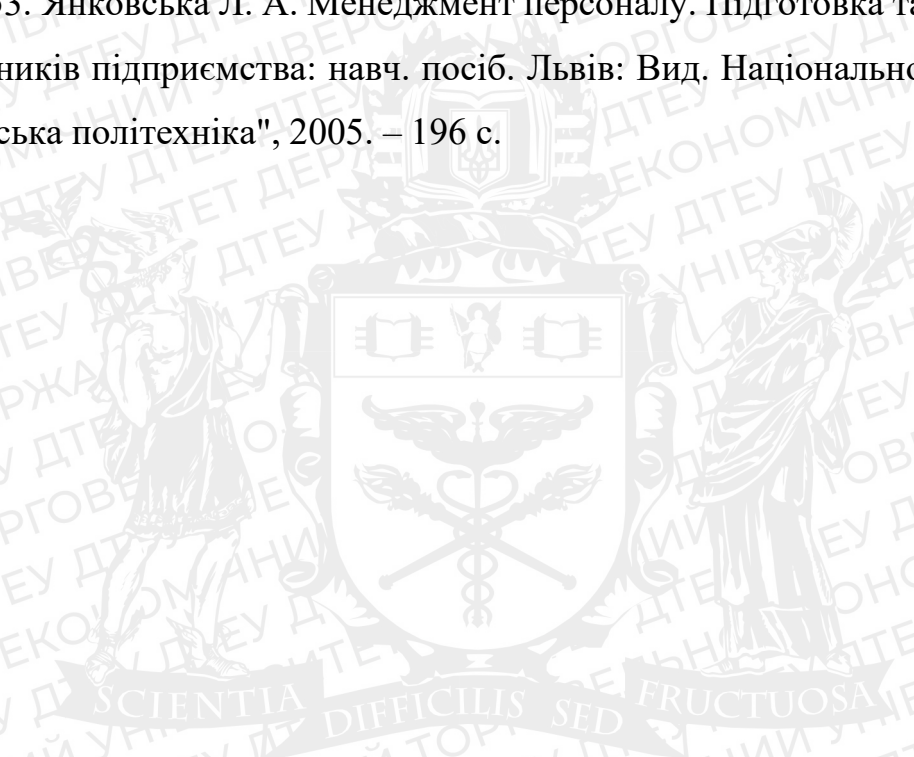 3. Янковська Л. А. Менеджмент персоналу. Підготовка та
ників підприємства: навч. посіб. Львів: Вид. Національно
ська політехніка", 2005. – 196 с.
SCIENTIA DIFFICILIS SED FRUCTUOSA